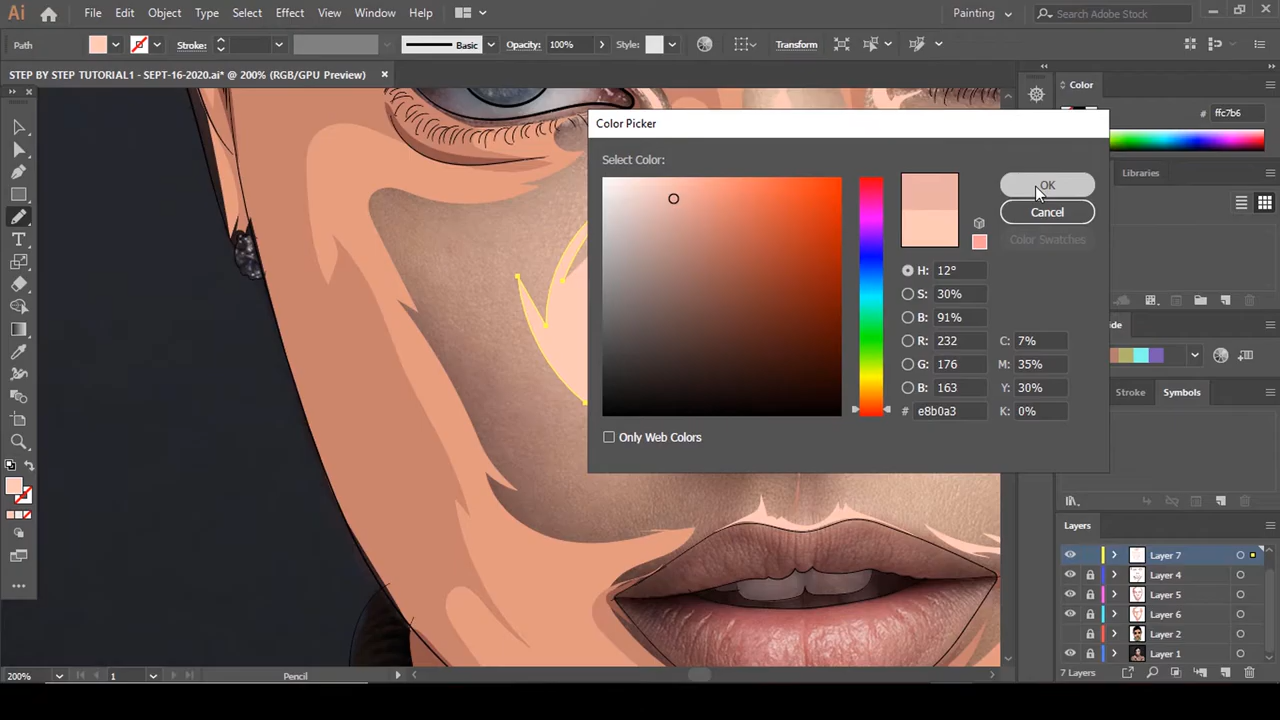 Ai File Edit Object Type Select Effect View Window Help Painting Search Adobe Stock
Path Stroke: Basic Opacity: 100% Style: Transform
STEP BY STEP TUTORIAL1 - SEPT-16-2020.ai* @ 200% (RGB/GPU Preview)
Color
# ffc7b6
Color Picker
Select Color:
OK
Cancel
Color Swatches
H: 12°
S: 30%
B: 91%
R: 232 C: 7%
G: 176 M: 35%
B: 163 Y: 30%
# e8b0a3 K: 0%
Only Web Colors
Libraries
ide
Stroke Symbols
Layers
Layer 7
Layer 4
Layer 5
Layer 6
Layer 2
Layer 1
7 Layers
200% 1 Pencil